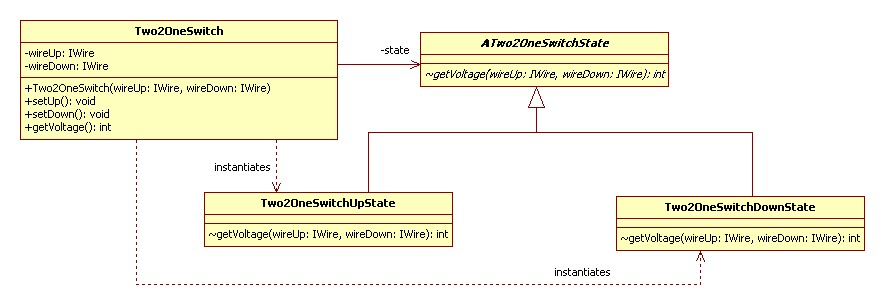 Two2OneSwitch
-wireUp: IWire
-wireDown: IWire
+Two2OneSwitch(wireUp: IWire, wireDown: IWire)
+setUp(): void
+setDown(): void
+getVoltage(): int
-state
ATwo2OneSwitchState
~getVoltage(wireUp: IWire, wireDown: IWire): int
instantiates
Two2OneSwitchUpState
~getVoltage(wireUp: IWire, wireDown: IWire): int
Two2OneSwitchDownState
~getVoltage(wireUp: IWire, wireDown: IWire): int
instantiates